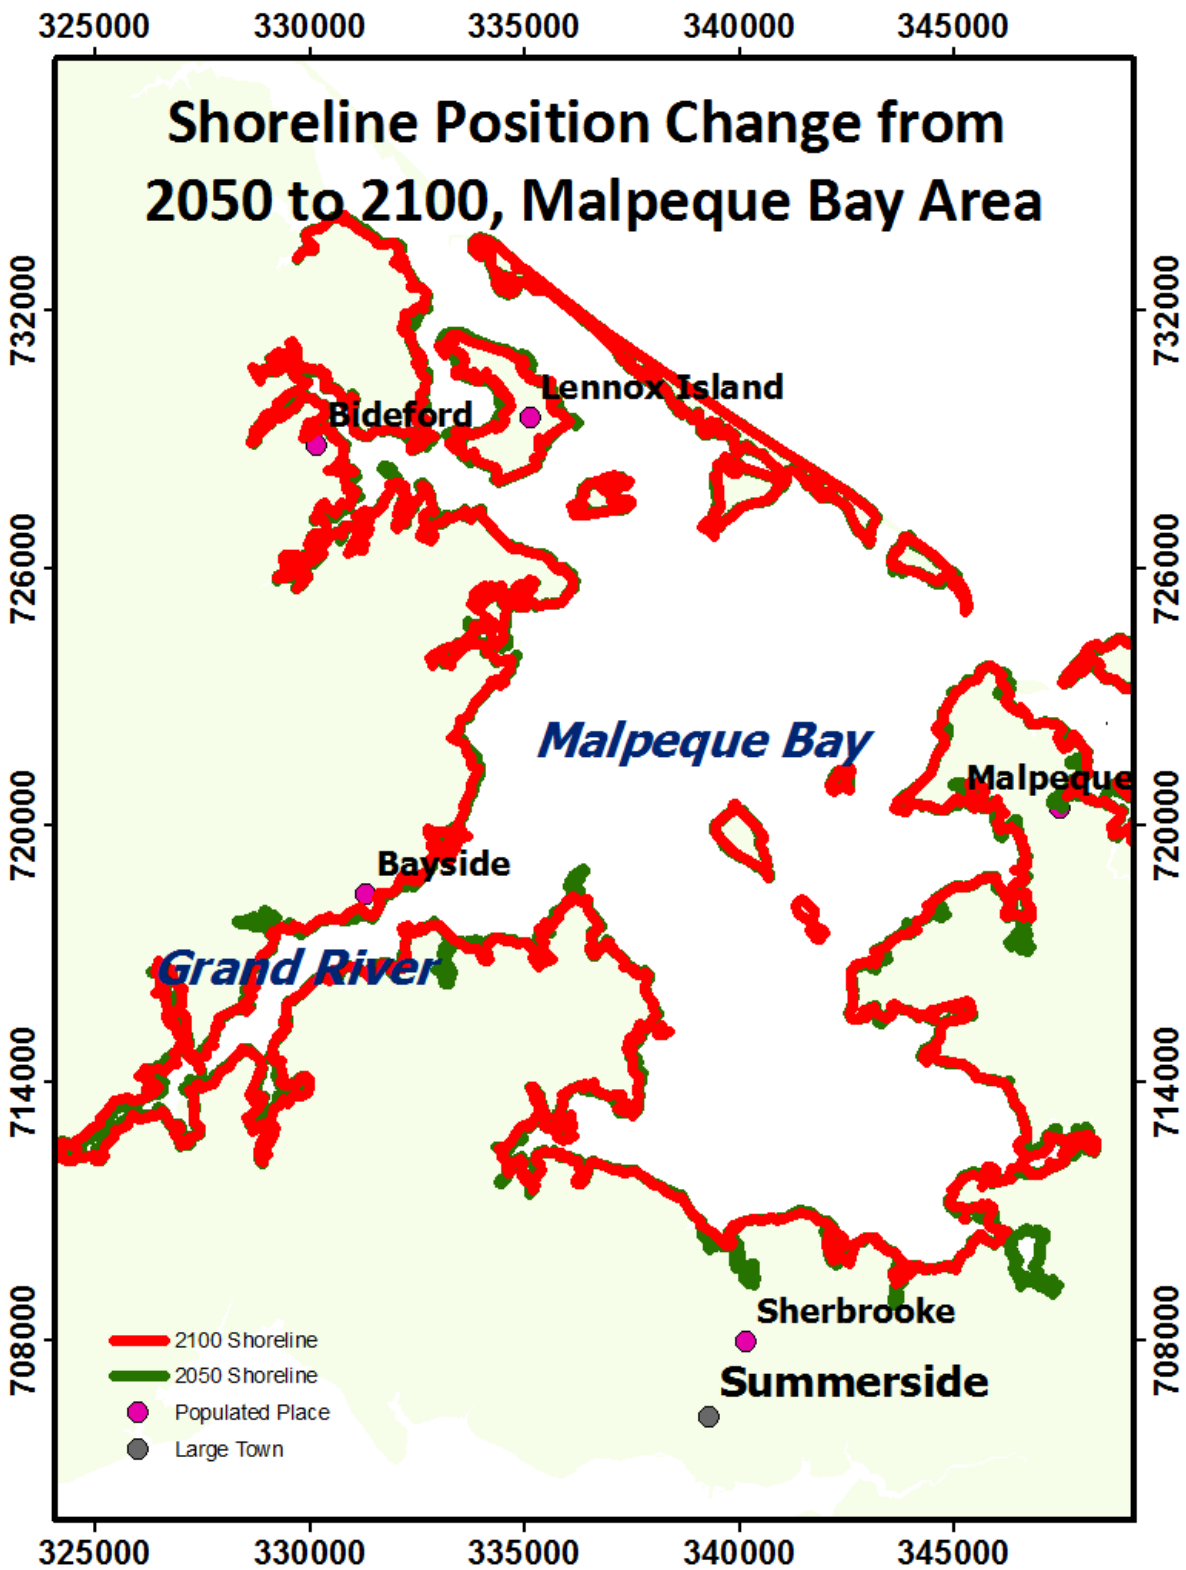 325000 330000 335000 340000 345000
Shoreline Position Change from
2050 to 2100, Malpeque Bay Area
732000 732000
Lennox Island
Bideford
726000 726000
Malpeque Bay
Malpeque
720000 720000
Bayside
Grand River
714000 714000
Sherbrooke
708000 708000
2100 Shoreline
2050 Shoreline
Summerside
Populated Place
Large Town
325000 330000 335000 340000 345000